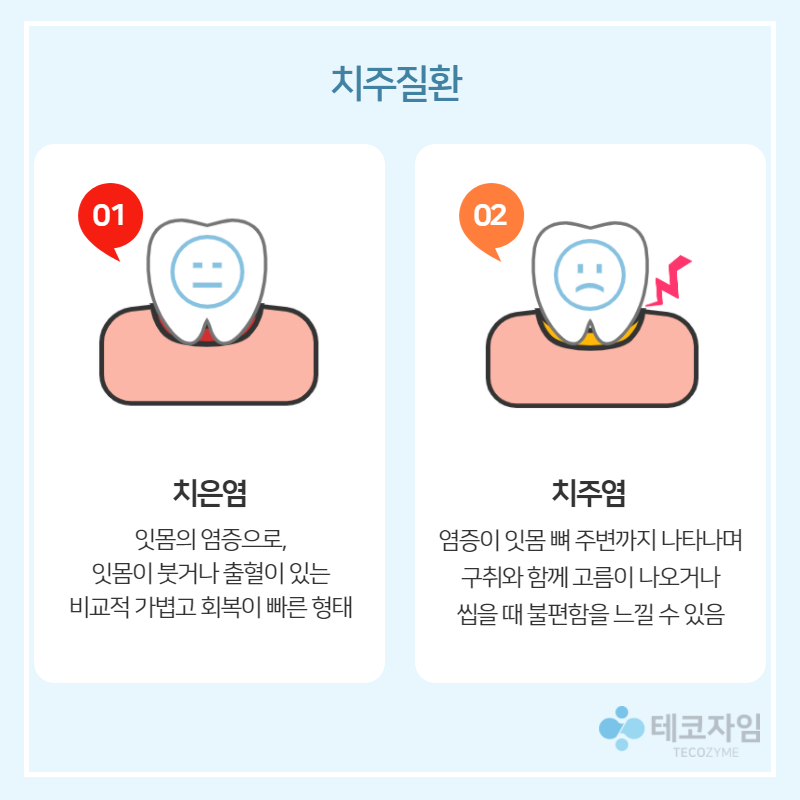 치주질환
01
치은염
잇몸의 염증으로,
잇몸이 붓거나 출혈이 있는
비교적 가볍고 회복이 빠른 형태
02
치주염
염증이 잇몸 뼈 주변까지 나타나며
구취와 함께 고름이 나오거나
씹을 때 불편함을 느낄 수 있음
테코자임
TECOZYME